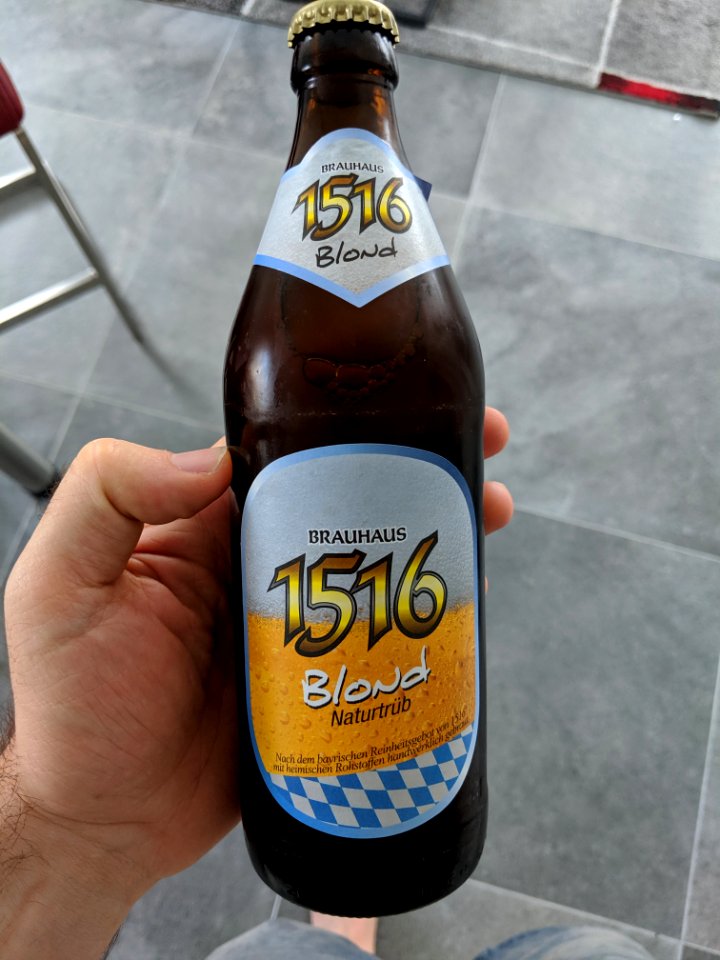 BRAUHAUS
1516
Blond
BRAUHAUS
1516
Blond
Naturtrüb
Nach dem bayrischen Reinheitsgebot von 1516
mit heimischen Rohstoffen handwerklich gebraut